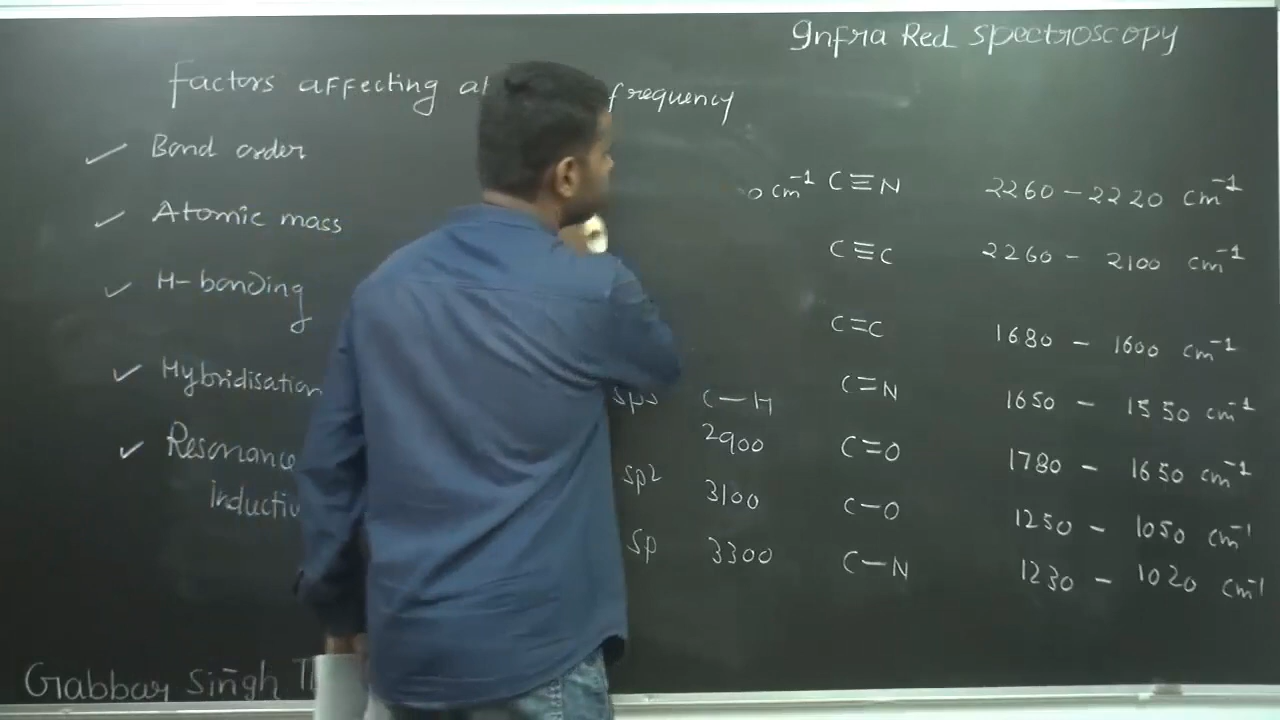 Infra Red Spectroscopy
Factors affecting frequency
Bond order
Atomic mass
H-bonding
Hybridisation
Resonance
cm⁻¹ C≡N 2260 - 2220 cm⁻¹
C≡C 2260 - 2100 cm⁻¹
C=C 1680 - 1600 cm⁻¹
C=N 1650 - 1550 cm⁻¹
C=O 1780 - 1650 cm⁻¹
C-O 1250 - 1050 cm⁻¹
C-N 1230 - 1020 cm⁻¹
sp3 C-H
2900
sp2 3100
sp 3300
Gabbar Singh